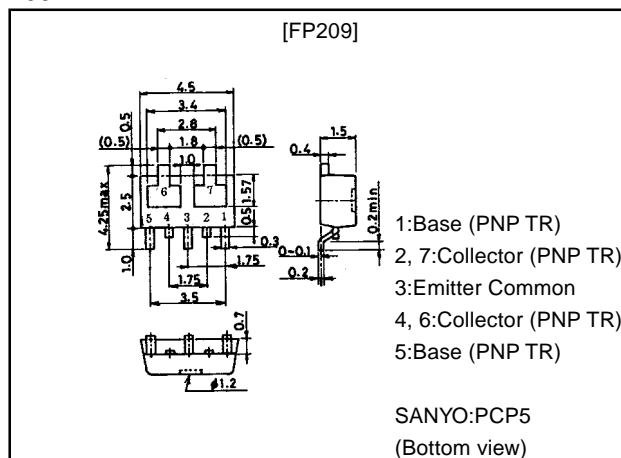 [FP209]
4.5
3.4
2.8
(0.5) 1.8 (0.5)
0.5
1.0
1.5
0.4
6 7
4.25max
2.5
1.57
0.5
5 4 3 2 1
0.3
1.0
1.75
1.75
3.5
0.2min
0~0.1
0.2
0.7
ø1.2
1:Base (PNP TR)
2, 7:Collector (PNP TR)
3:Emitter Common
4, 6:Collector (PNP TR)
5:Base (PNP TR)
SANYO:PCP5
(Bottom view)